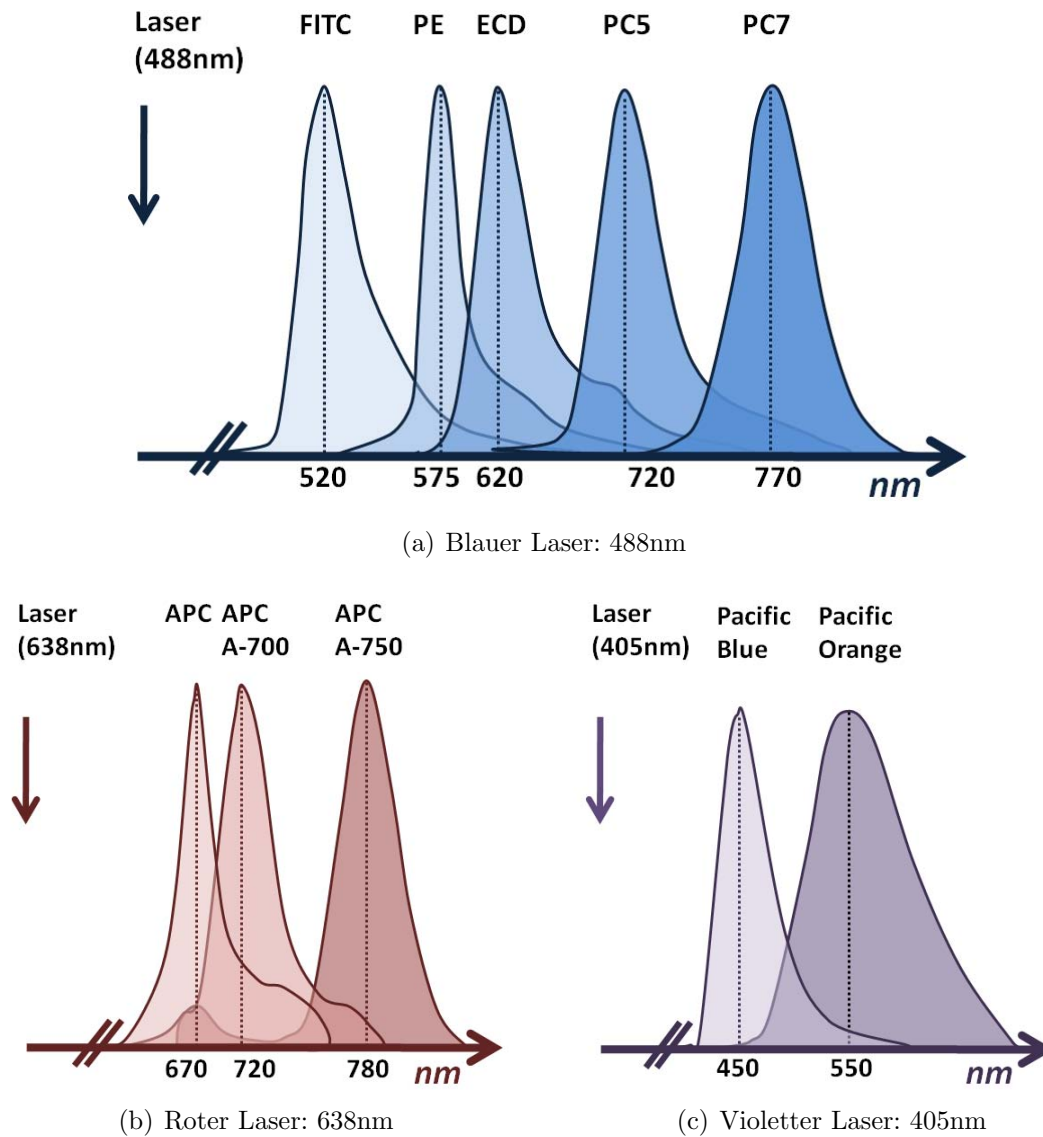 Laser (488nm) FITC PE ECD PC5 PC7
520 575 620 720 770 nm
(a) Blauer Laser: 488nm
Laser (638nm) APC APC A-700 APC A-750
670 720 780 nm
(b) Roter Laser: 638nm
Laser (405nm) Pacific Blue Pacific Orange
450 550 nm
(c) Violetter Laser: 405nm